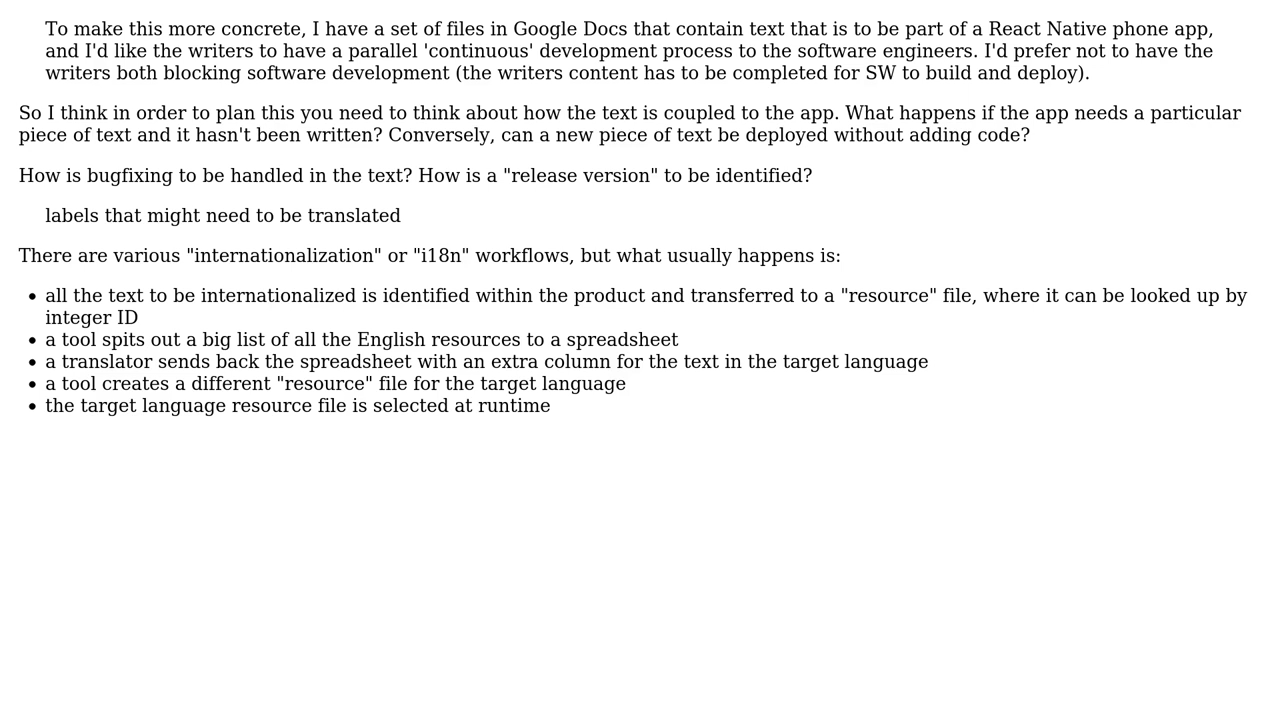 To make this more concrete, I have a set of files in Google Docs that contain text that is to be part of a React Native phone app,
and I'd like the writers to have a parallel 'continuous' development process to the software engineers. I'd prefer not to have the
writers both blocking software development (the writers content has to be completed for SW to build and deploy).
So I think in order to plan this you need to think about how the text is coupled to the app. What happens if the app needs a particular
piece of text and it hasn't been written? Conversely, can a new piece of text be deployed without adding code?
How is bugfixing to be handled in the text? How is a "release version" to be identified?
labels that might need to be translated
There are various "internationalization" or "i18n" workflows, but what usually happens is:
• all the text to be internationalized is identified within the product and transferred to a "resource" file, where it can be looked up by
integer ID
• a tool spits out a big list of all the English resources to a spreadsheet
• a translator sends back the spreadsheet with an extra column for the text in the target language
• a tool creates a different "resource" file for the target language
• the target language resource file is selected at runtime